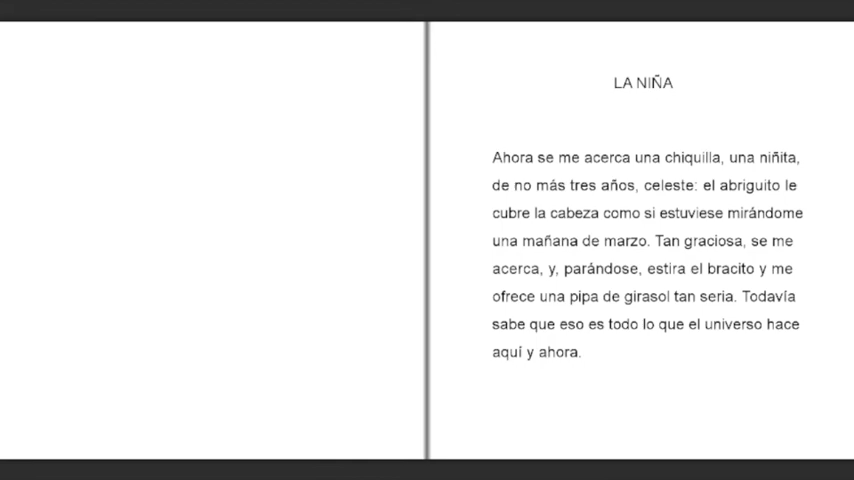 LA NIÑA
Ahora se me acerca una chiquilla, una niñita,
de no más tres años, celeste: el abriguito le
cubre la cabeza como si estuviese mirándome
una mañana de marzo. Tan graciosa, se me
acerca, y, parándose, estira el bracito y me
ofrece una pipa de girasol tan seria. Todavía
sabe que eso es todo lo que el universo hace
aquí y ahora.